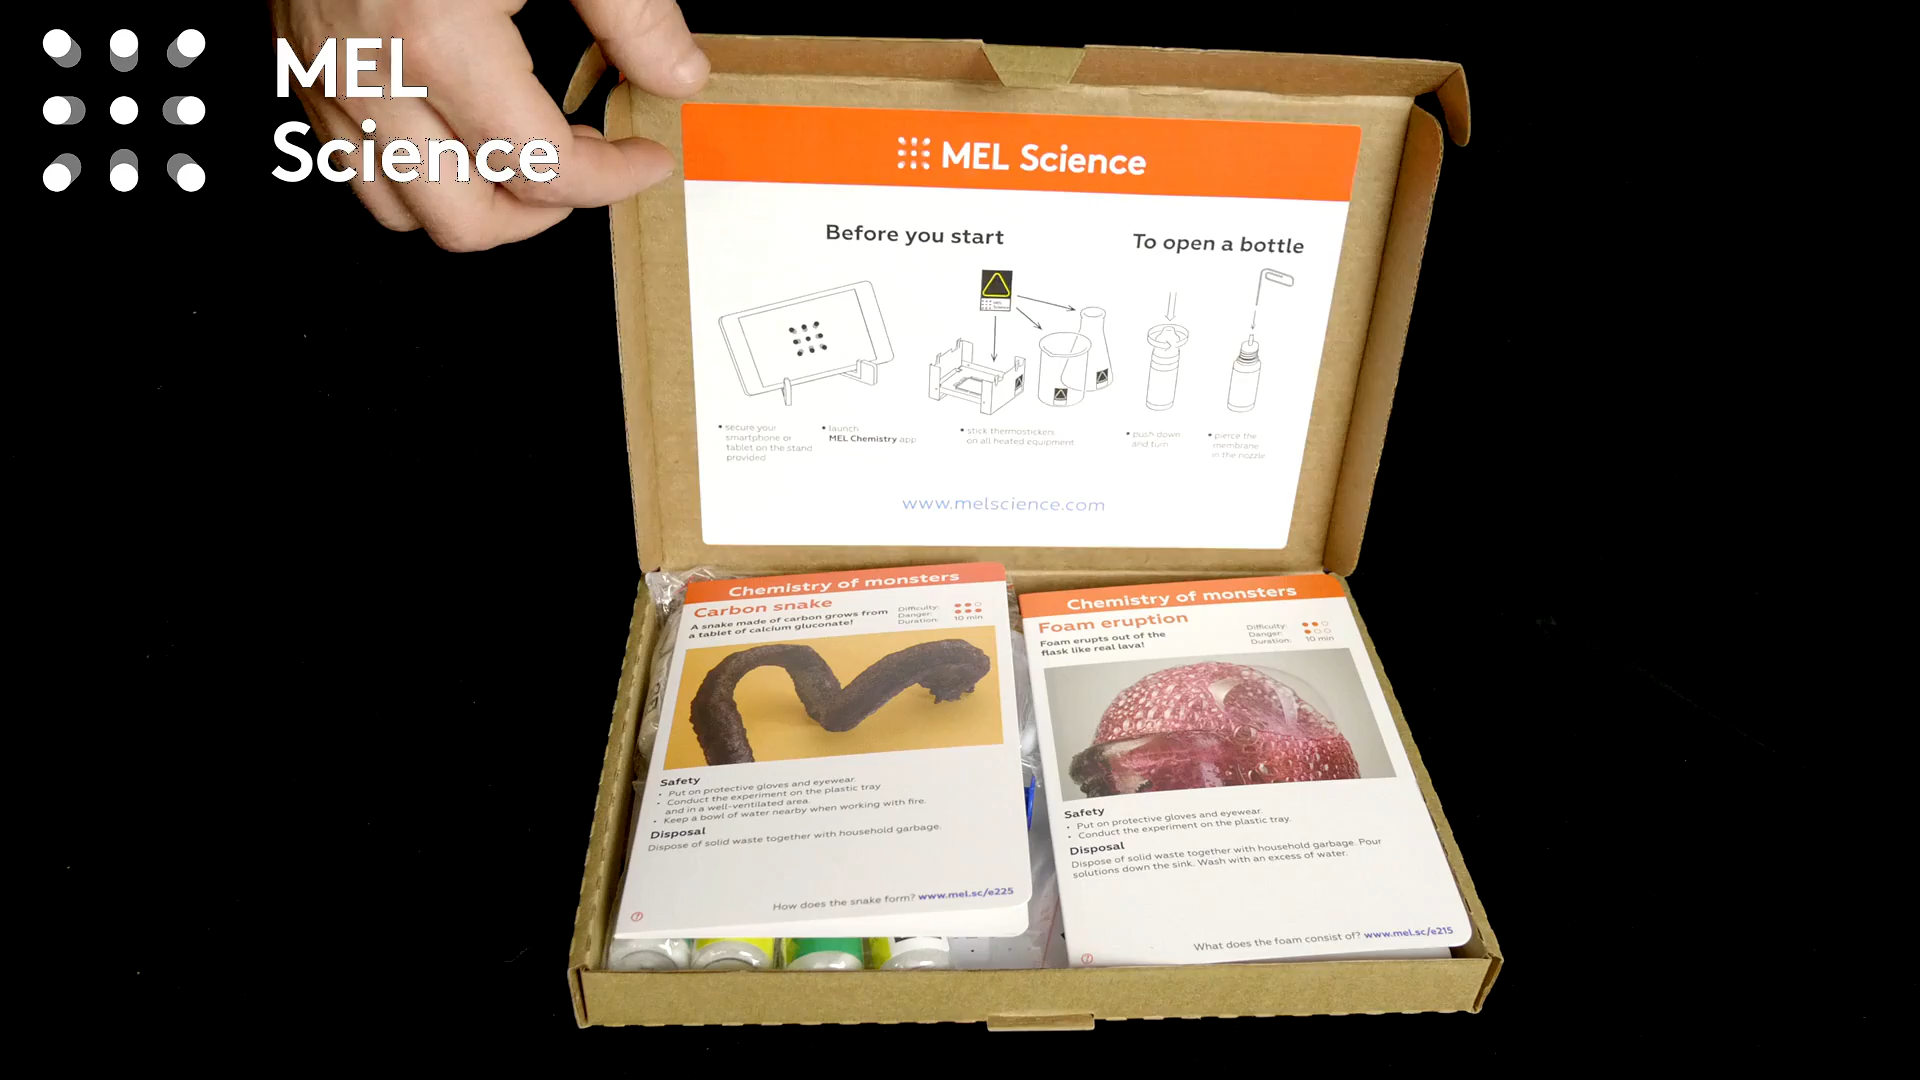 MEL
Science
MEL Science
Before you start
To open a bottle
• secure your
smartphone or
tablet on the stand
provided
• launch
MEL Chemistry app
• stick thermostickers
on all heated equipment
• push down
and turn
• pierce the
membrane
in the nozzle
www.melscience.com
Chemistry of monsters
Carbon snake
A snake made of carbon grows from
a tablet of calcium gluconate!
Difficulty:
Danger:
Duration: 10 min
Safety
• Put on protective gloves and eyewear.
• Conduct the experiment on the plastic tray
and in a well-ventilated area.
• Keep a bowl of water nearby when working with fire.
Disposal
Dispose of solid waste together with household garbage.
How does the snake form? www.mel.sc/e225
Chemistry of monsters
Foam eruption
Foam erupts out of the
flask like real lava!
Difficulty:
Danger:
Duration: 10 min
Safety
• Put on protective gloves and eyewear.
• Conduct the experiment on the plastic tray.
Disposal
Dispose of solid waste together with household garbage. Pour
solutions down the sink. Wash with an excess of water.
What does the foam consist of? www.mel.sc/e215